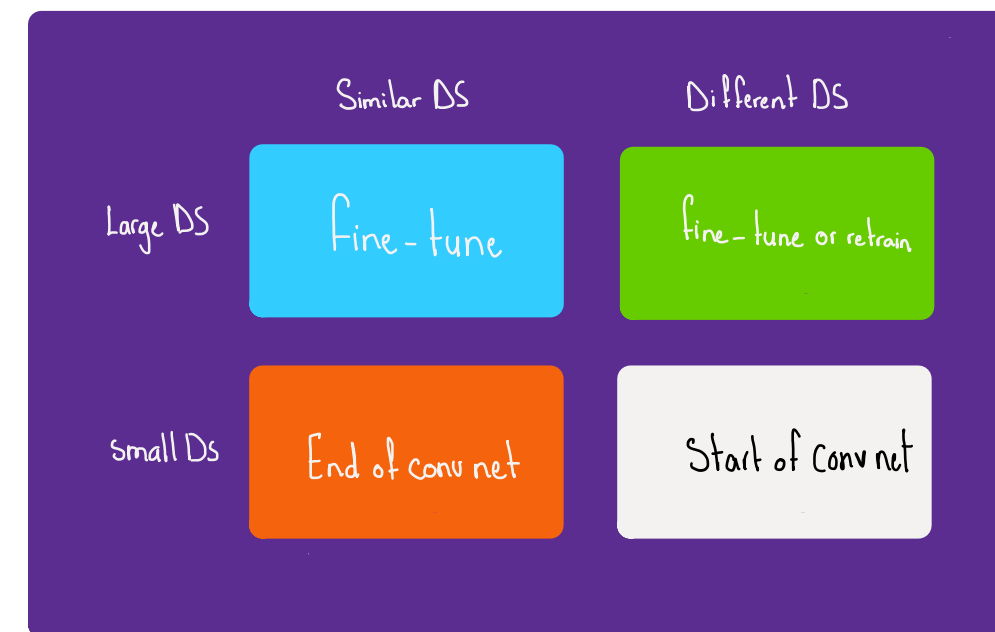 Similar DS
Different DS
Large DS
fine-tune
fine-tune or retrain
small Ds
End of conv net
Start of Conv net